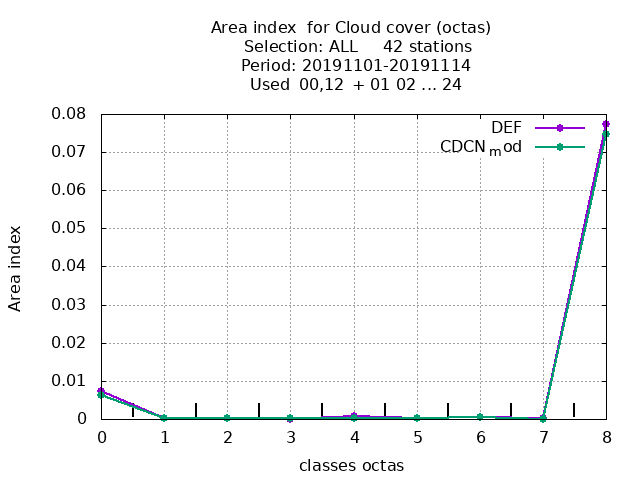 Area index  for Cloud cover (octas)
Selection: ALL     42 stations
Period: 20191101-20191114
Used  00,12  + 01 02 ... 24
DEF
CDCN_mod
0.08
0.07
0.06
0.05
0.04
0.03
0.02
0.01
0
Area index
0 1 2 3 4 5 6 7 8
classes octas